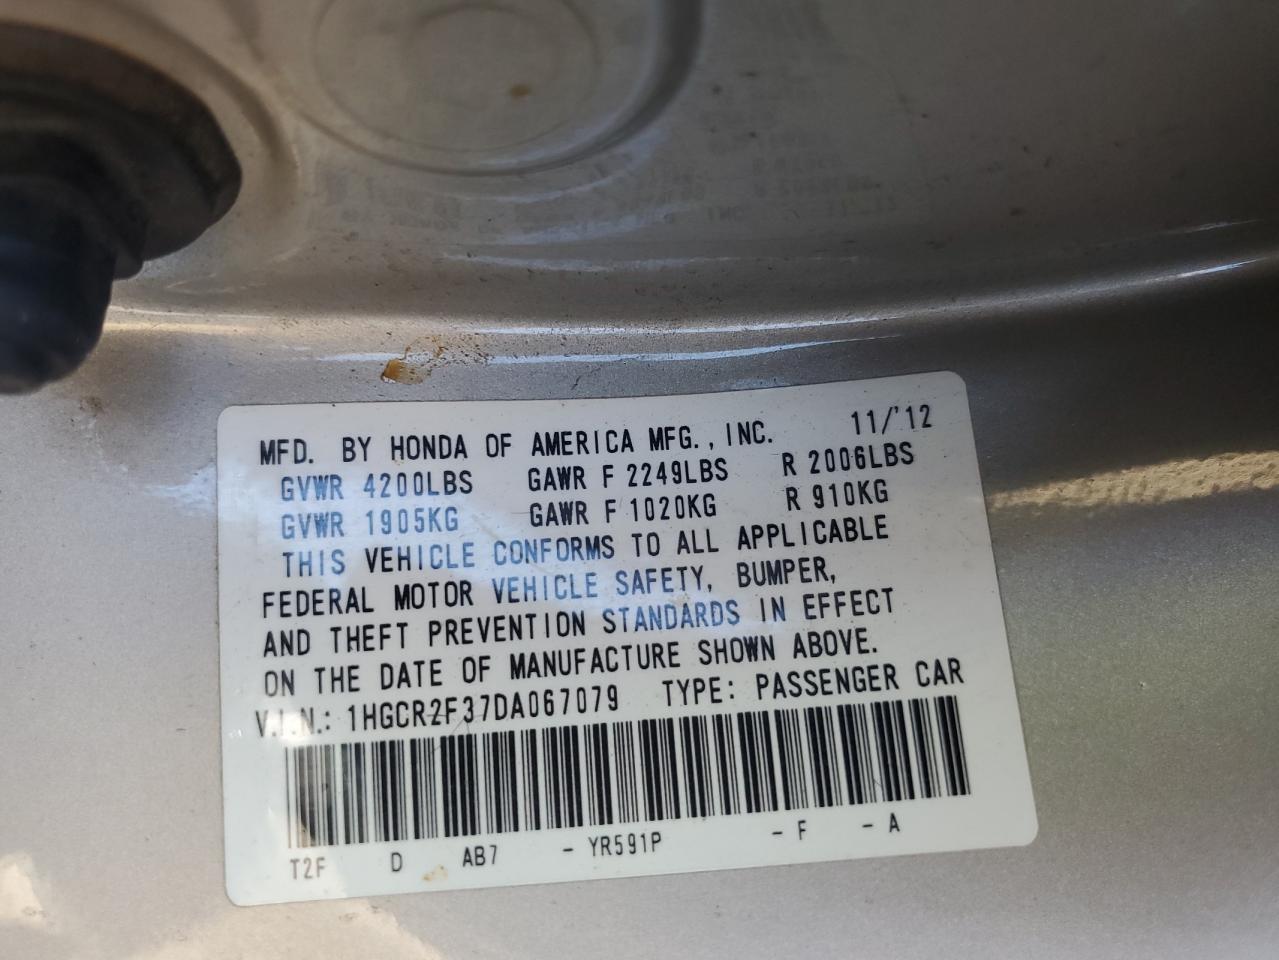 MFD. BY HONDA OF AMERICA MFG., INC. 11/'12
GVWR 4200LBS GAWR F 2249LBS R 2006LBS
GVWR 1905KG GAWR F 1020KG R 910KG
THIS VEHICLE CONFORMS TO ALL APPLICABLE
FEDERAL MOTOR VEHICLE SAFETY, BUMPER,
AND THEFT PREVENTION STANDARDS IN EFFECT
ON THE DATE OF MANUFACTURE SHOWN ABOVE.
V.I.N.: 1HGCR2F37DA067079 TYPE: PASSENGER CAR
T2F D AB7 - YR591P - F - A